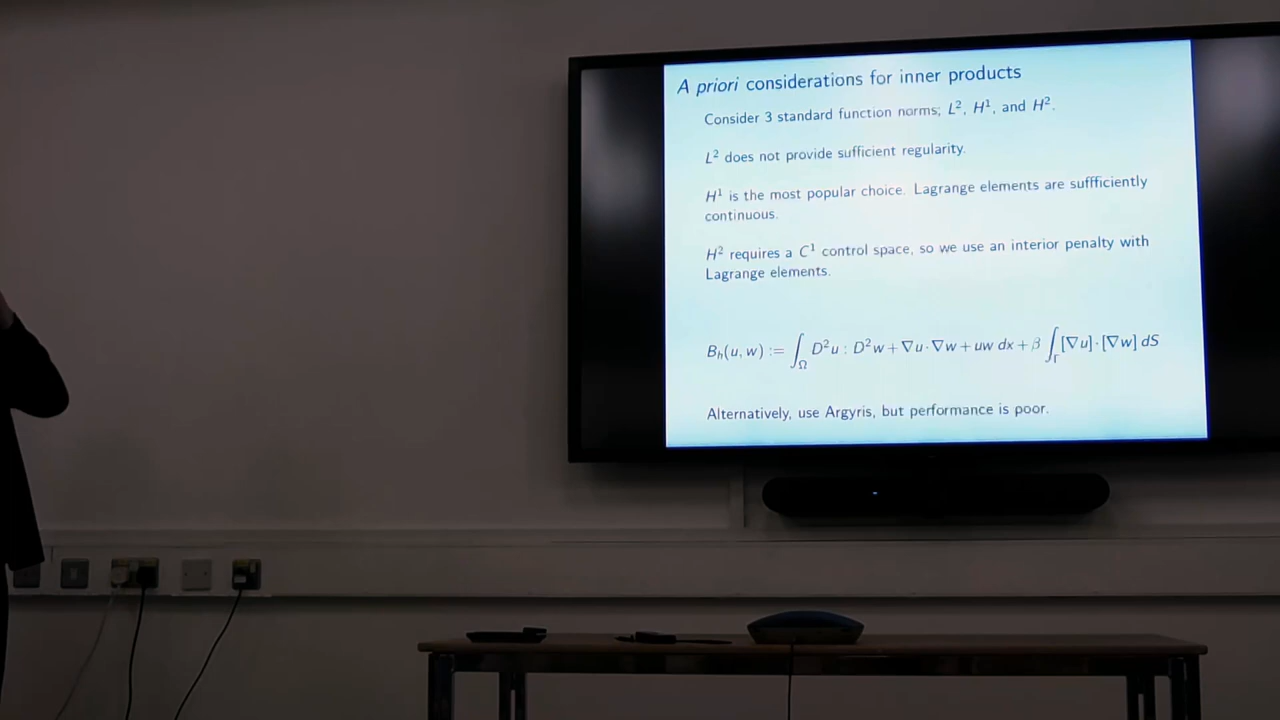 A priori considerations for inner products
Consider 3 standard function norms; L², H¹, and H².
L² does not provide sufficient regularity.
H¹ is the most popular choice. Lagrange elements are suffficiently
continuous.
H² requires a C¹ control space, so we use an interior penalty with
Lagrange elements.
Bₕ(u, w) := ∫_Ω D²u : D²w + ∇u · ∇w + uw dx + β ∫_Γ [∇u] · [∇w] dS
Alternatively, use Argyris, but performance is poor.